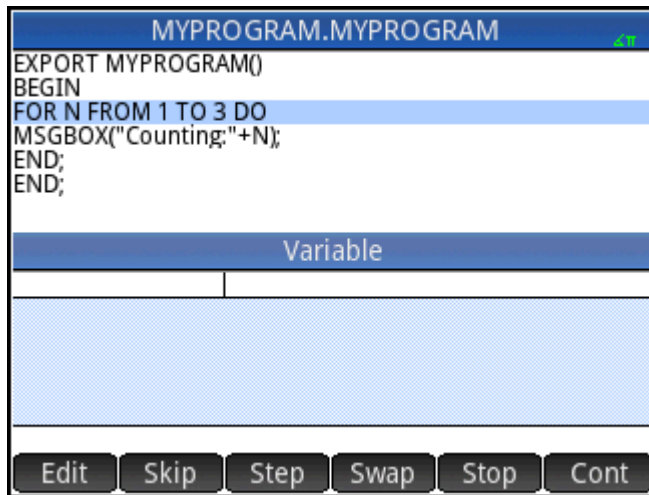 MYPROGRAM.MYPROGRAM
∡π
EXPORT MYPROGRAM()
BEGIN
FOR N FROM 1 TO 3 DO
MSGBOX("Counting:"+N);
END;
END;
Variable
Edit Skip Step Swap Stop Cont